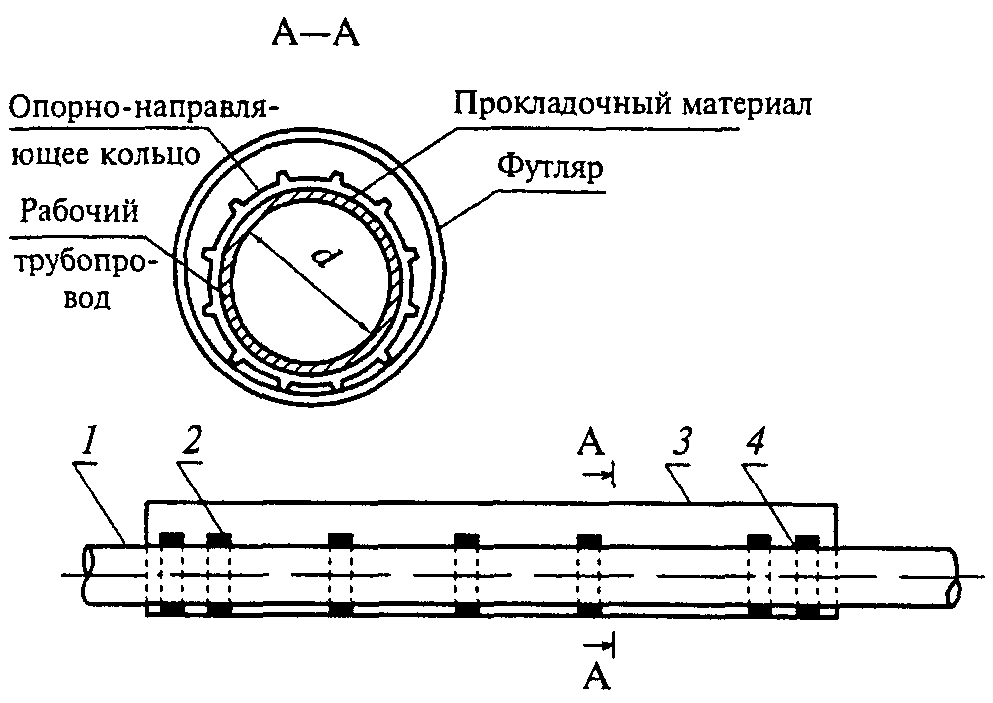 А—А
Опорно-направля-
ющее кольцо
Прокладочный материал
Футляр
Рабочий
трубопро-
вод
d
1
2
А
3
4
А